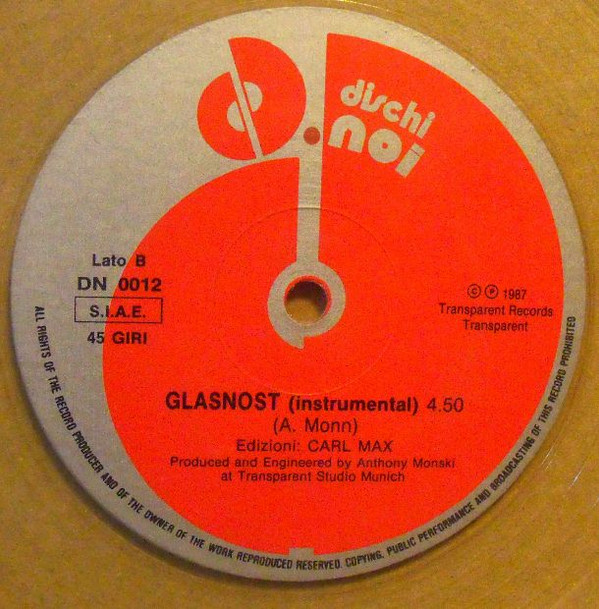 dischi
noi
Lato B
DN 0012
S.I.A.E.
45 GIRI
© ℗ 1987
Transparent Records
Transparent
GLASNOST (instrumental) 4.50
(A. Monn)
Edizioni: CARL MAX
Produced and Engineered by Anthony Monski
at Transparent Studio Munich
ALL RIGHTS OF THE RECORD PRODUCER AND OF THE OWNER OF THE WORK REPRODUCED RESERVED. COPYING, PUBLIC PERFORMANCE AND BROADCASTING OF THIS RECORD PROHIBITED